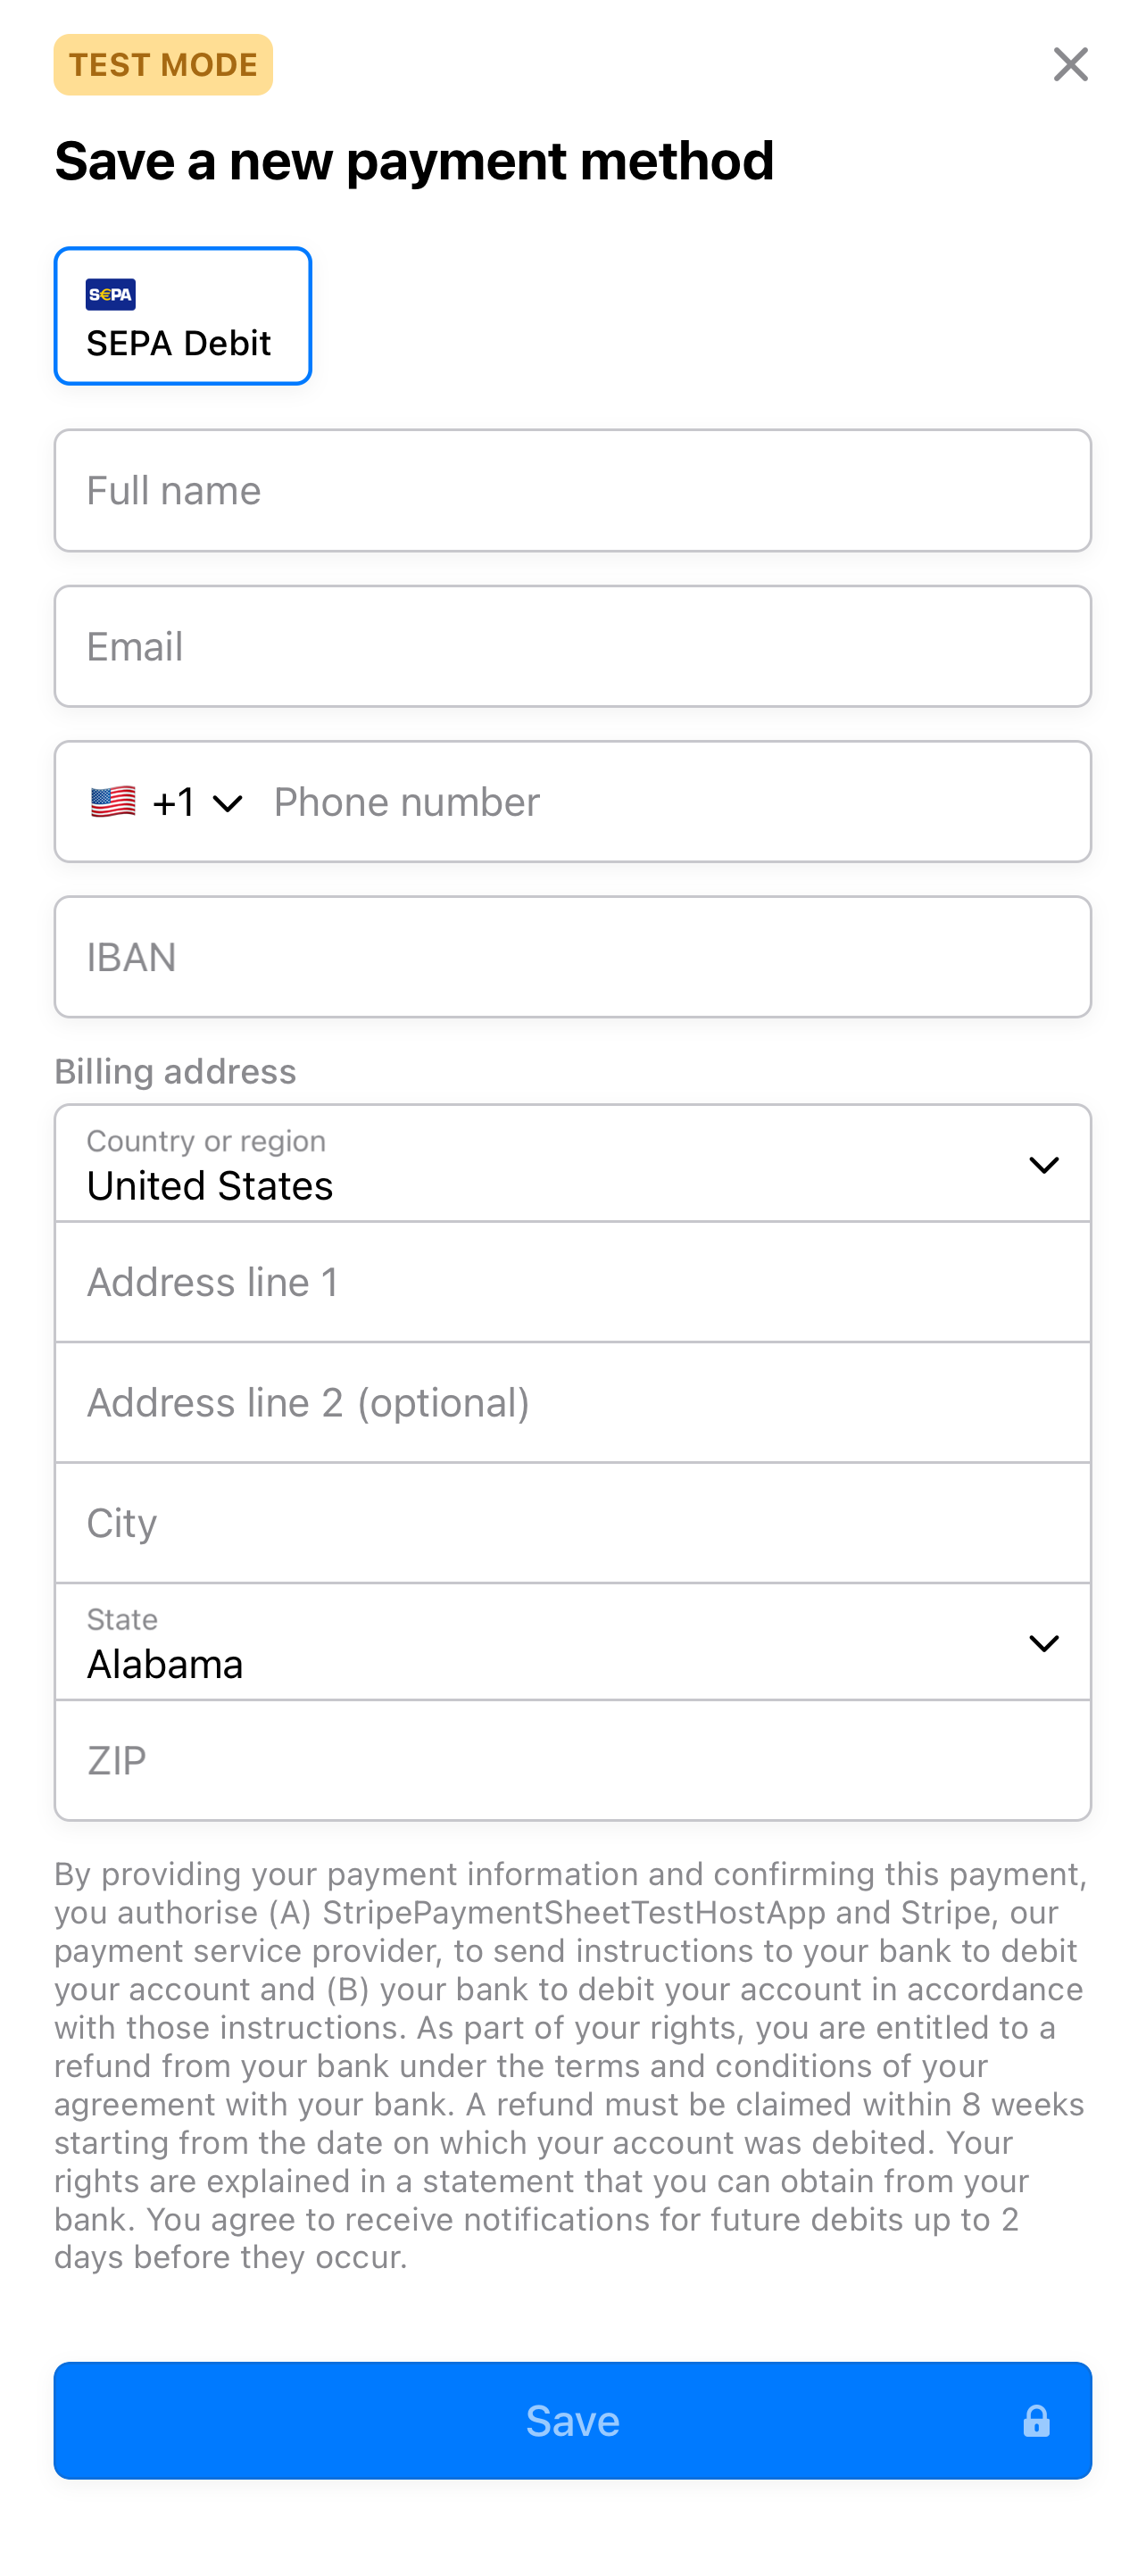 TEST MODE
Save a new payment method
S€PA
SEPA Debit
Full name
Email
+1 Phone number
IBAN
Billing address
Country or region
United States
Address line 1
Address line 2 (optional)
City
State
Alabama
ZIP
By providing your payment information and confirming this payment,
you authorise (A) StripePaymentSheetTestHostApp and Stripe, our
payment service provider, to send instructions to your bank to debit
your account and (B) your bank to debit your account in accordance
with those instructions. As part of your rights, you are entitled to a
refund from your bank under the terms and conditions of your
agreement with your bank. A refund must be claimed within 8 weeks
starting from the date on which your account was debited. Your
rights are explained in a statement that you can obtain from your
bank. You agree to receive notifications for future debits up to 2
days before they occur.
Save